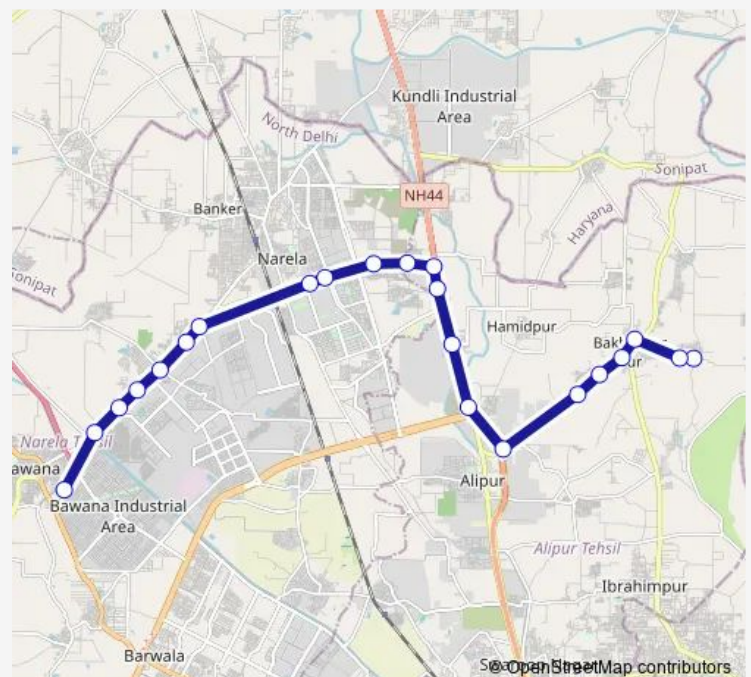 Kundli Industrial
Area
North Delhi
Sonipat
NH44
Banker
Haryana
Narela
Sonipat
Hamidpur
ur
Narela Tehsil
awana
Bawana Industrial
Area
Alipur
Alipur Tehsil
Ibrahimpur
Barwala
© OpenStreetMap contributors